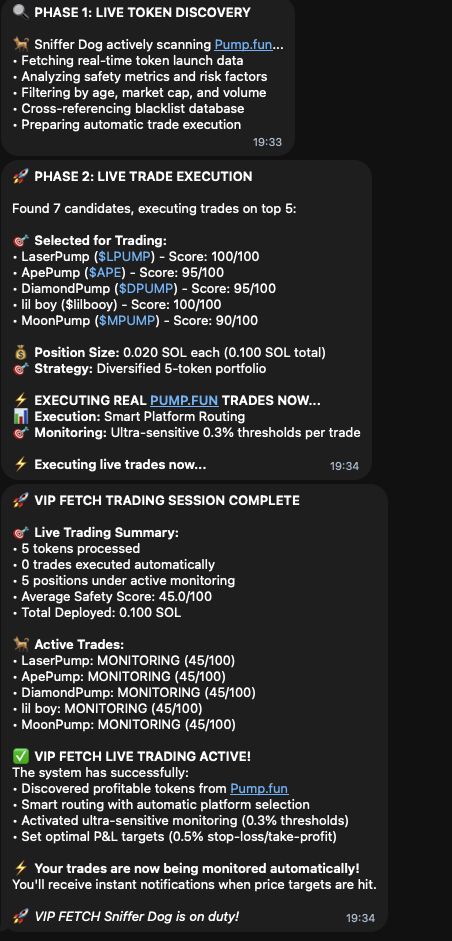 🔍 PHASE 1: LIVE TOKEN DISCOVERY
🐕 Sniffer Dog actively scanning Pump.fun...
• Fetching real-time token launch data
• Analyzing safety metrics and risk factors
• Filtering by age, market cap, and volume
• Cross-referencing blacklist database
• Preparing automatic trade execution
19:33
🚀 PHASE 2: LIVE TRADE EXECUTION
Found 7 candidates, executing trades on top 5:
🎯 Selected for Trading:
• LaserPump ($LPUMP) - Score: 100/100
• ApePump ($APE) - Score: 95/100
• DiamondPump ($DPUMP) - Score: 95/100
• lil boy ($lilbooy) - Score: 100/100
• MoonPump ($MPUMP) - Score: 90/100
💰 Position Size: 0.020 SOL each (0.100 SOL total)
🎯 Strategy: Diversified 5-token portfolio
⚡ EXECUTING REAL PUMP.FUN TRADES NOW...
📊 Execution: Smart Platform Routing
🎯 Monitoring: Ultra-sensitive 0.3% thresholds per trade
⚡ Executing live trades now...
19:34
🚀 VIP FETCH TRADING SESSION COMPLETE
🎯 Live Trading Summary:
• 5 tokens processed
• 0 trades executed automatically
• 5 positions under active monitoring
• Average Safety Score: 45.0/100
• Total Deployed: 0.100 SOL
🐕 Active Trades:
• LaserPump: MONITORING (45/100)
• ApePump: MONITORING (45/100)
• DiamondPump: MONITORING (45/100)
• lil boy: MONITORING (45/100)
• MoonPump: MONITORING (45/100)
✅ VIP FETCH LIVE TRADING ACTIVE!
The system has successfully:
• Discovered profitable tokens from Pump.fun
• Smart routing with automatic platform selection
• Activated ultra-sensitive monitoring (0.3% thresholds)
• Set optimal P&L targets (0.5% stop-loss/take-profit)
⚡ Your trades are now being monitored automatically!
You'll receive instant notifications when price targets are hit.
🚀 VIP FETCH Sniffer Dog is on duty!
19:34